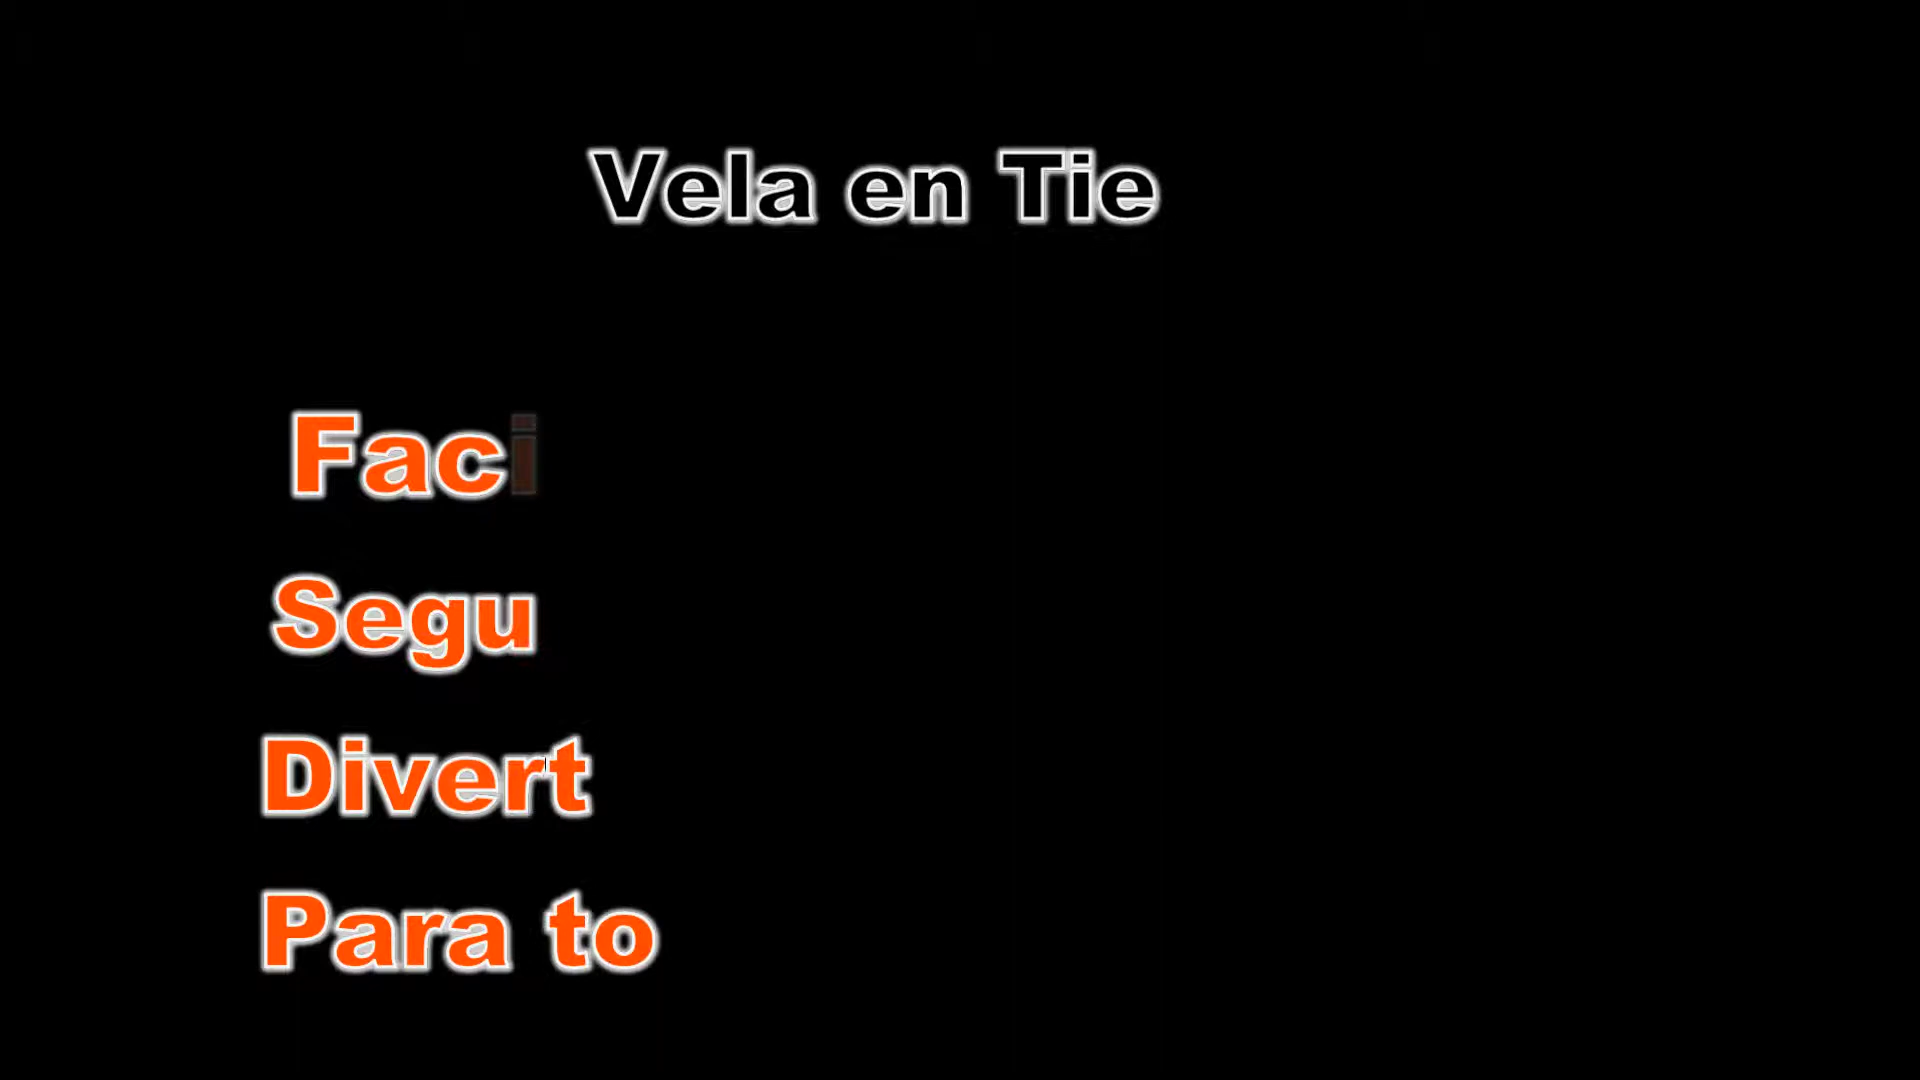 Vela en Tie
Faci
Segu
Divert
Para to